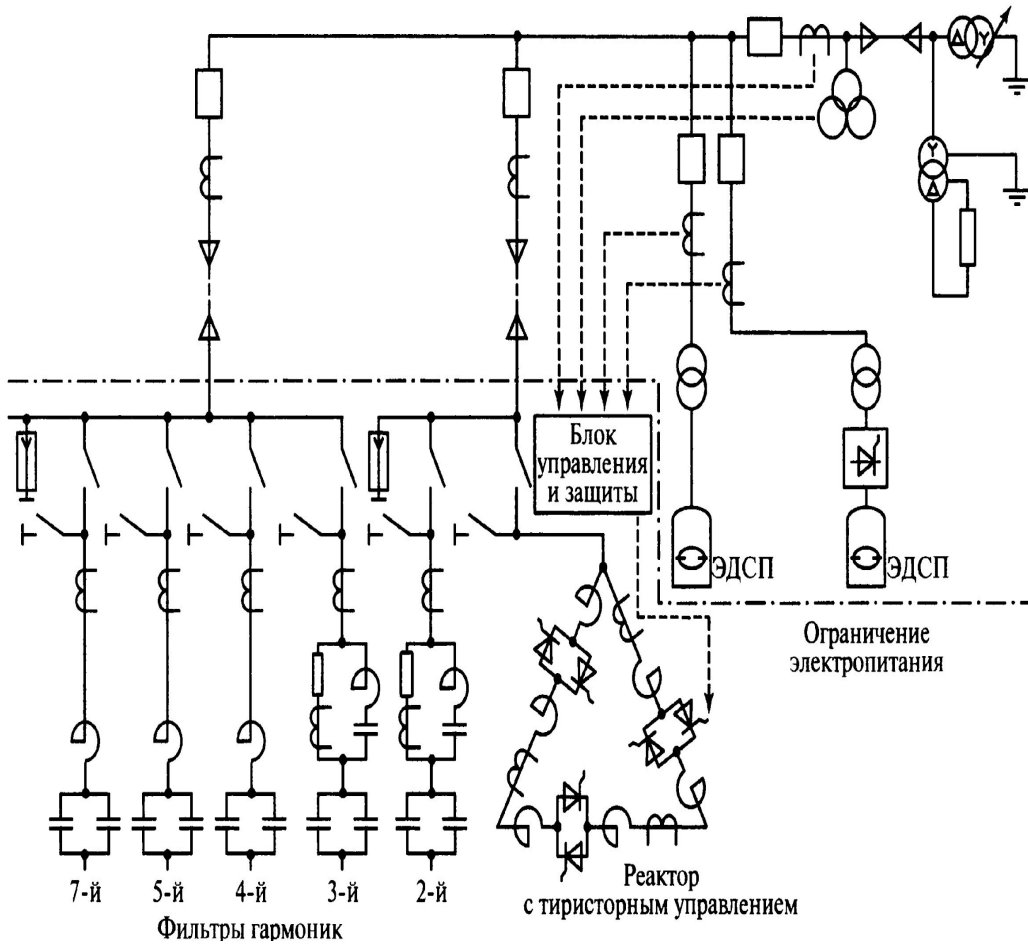 Блок
управления
и защиты
ЭДСП
ЭДСП
Ограничение
электропитания
7-й
5-й
4-й
3-й
2-й
Реактор
с тиристорным управлением
Фильтры гармоник